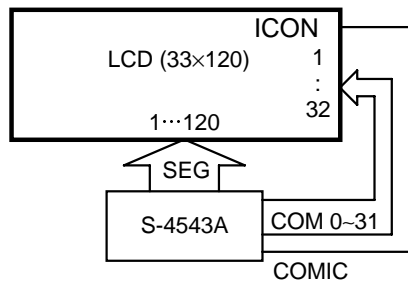 ICON
LCD (33×120)
1
:
32
1···120
SEG
S-4543A
COM 0~31
COMIC